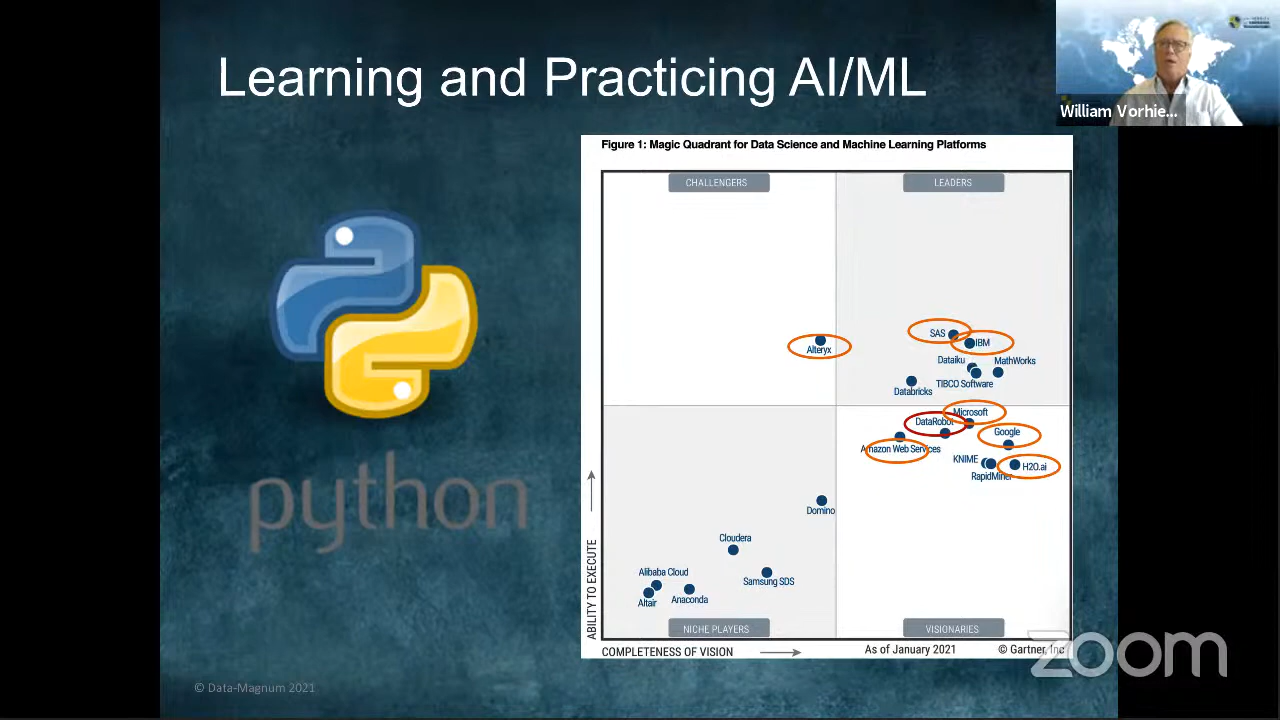 Learning and Practicing AI/ML
William Vorhie...
Figure 1: Magic Quadrant for Data Science and Machine Learning Platforms
CHALLENGERS
LEADERS
SAS
IBM
Alteryx
Dataiku
MathWorks
TIBCO Software
Databricks
Microsoft
DataRobot
Google
Amazon Web Services
KNIME
H2O.ai
RapidMiner
Domino
Cloudera
Alibaba Cloud
Samsung SDS
Altair
Anaconda
NICHE PLAYERS
VISIONARIES
ABILITY TO EXECUTE
COMPLETENESS OF VISION
As of January 2021
© Gartner, Inc
python
zoom
© Data-Magnum 2021